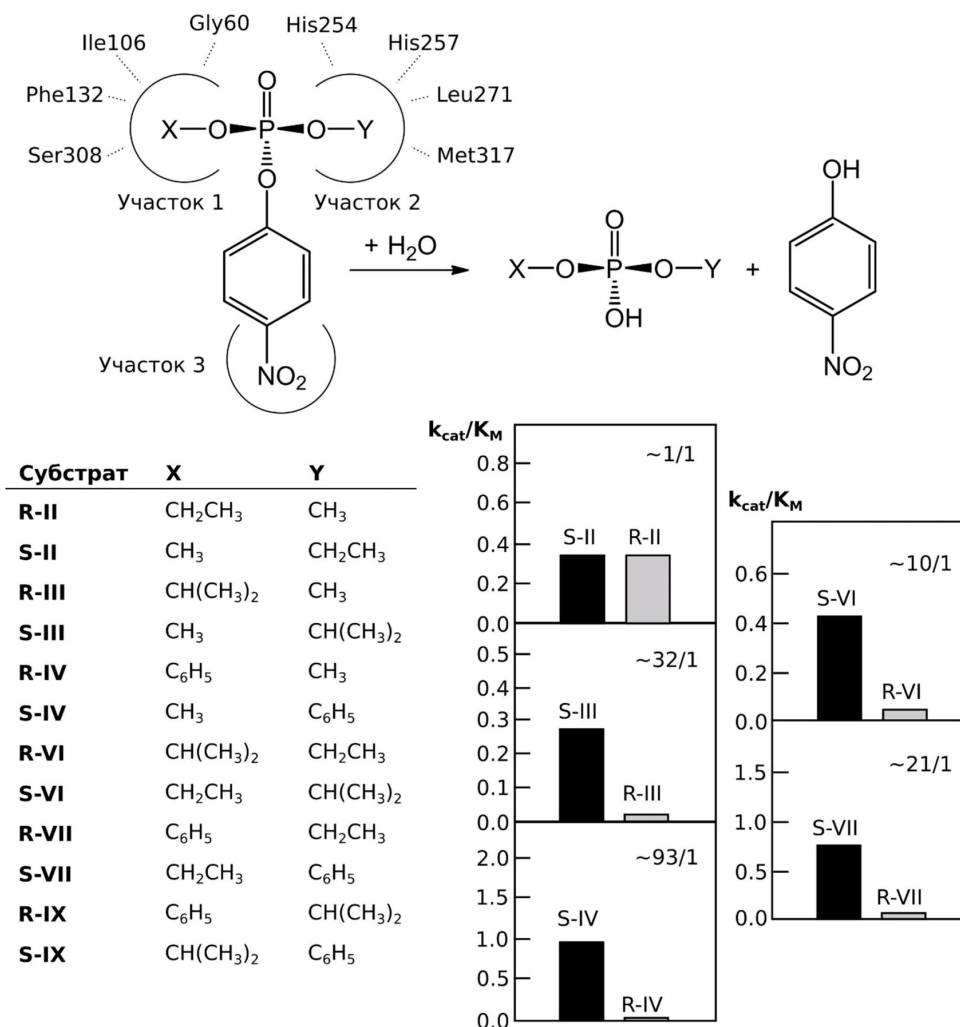 Gly60
His254
Ile106
His257
Phe132
Leu271
Ser308
Met317
O
X O P O Y
O
Участок 1
Участок 2
+ H₂O
NO₂
Участок 3
O
X O P O Y
OH
+
OH
NO₂
Субстрат X Y
R-II CH₂CH₃ CH₃
S-II CH₃ CH₂CH₃
R-III CH(CH₃)₂ CH₃
S-III CH₃ CH(CH₃)₂
R-IV C₆H₅ CH₃
S-IV CH₃ C₆H₅
R-VI CH(CH₃)₂ CH₂CH₃
S-VI CH₂CH₃ CH(CH₃)₂
R-VII C₆H₅ CH₂CH₃
S-VII CH₂CH₃ C₆H₅
R-IX C₆H₅ CH(CH₃)₂
S-IX CH(CH₃)₂ C₆H₅
k_cat/K_M
~1/1
0.8
0.6
0.4
0.2
0.0
S-II R-II
~32/1
0.5
0.4
0.3
0.2
0.1
0.0
S-III
R-III
~93/1
2.0
1.5
1.0
0.5
0.0
S-IV
R-IV
k_cat/K_M
~10/1
0.6
0.4
0.2
0.0
S-VI
R-VI
~21/1
1.5
1.0
0.5
0.0
S-VII
R-VII